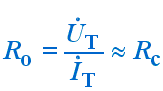 R₀ = U̇_T / İ_T ≈ R_c